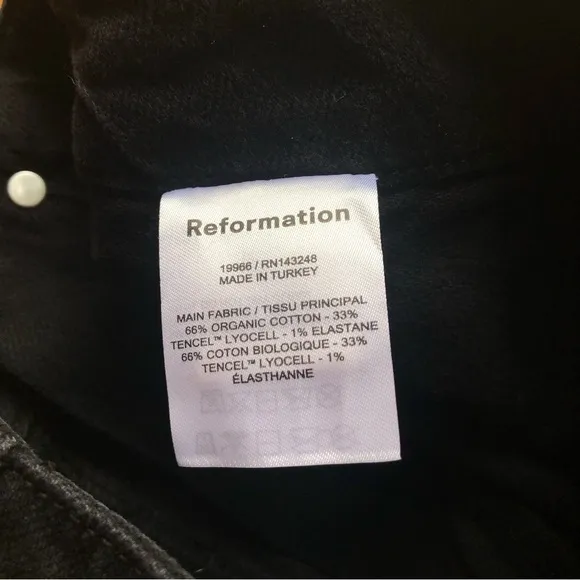 Reformation
19966 / RN143248
MADE IN TURKEY
MAIN FABRIC / TISSU PRINCIPAL
66% ORGANIC COTTON - 33%
TENCEL™ LYOCELL - 1% ELASTANE
66% COTON BIOLOGIQUE - 33%
TENCEL™ LYOCELL - 1%
ÉLASTHANNE